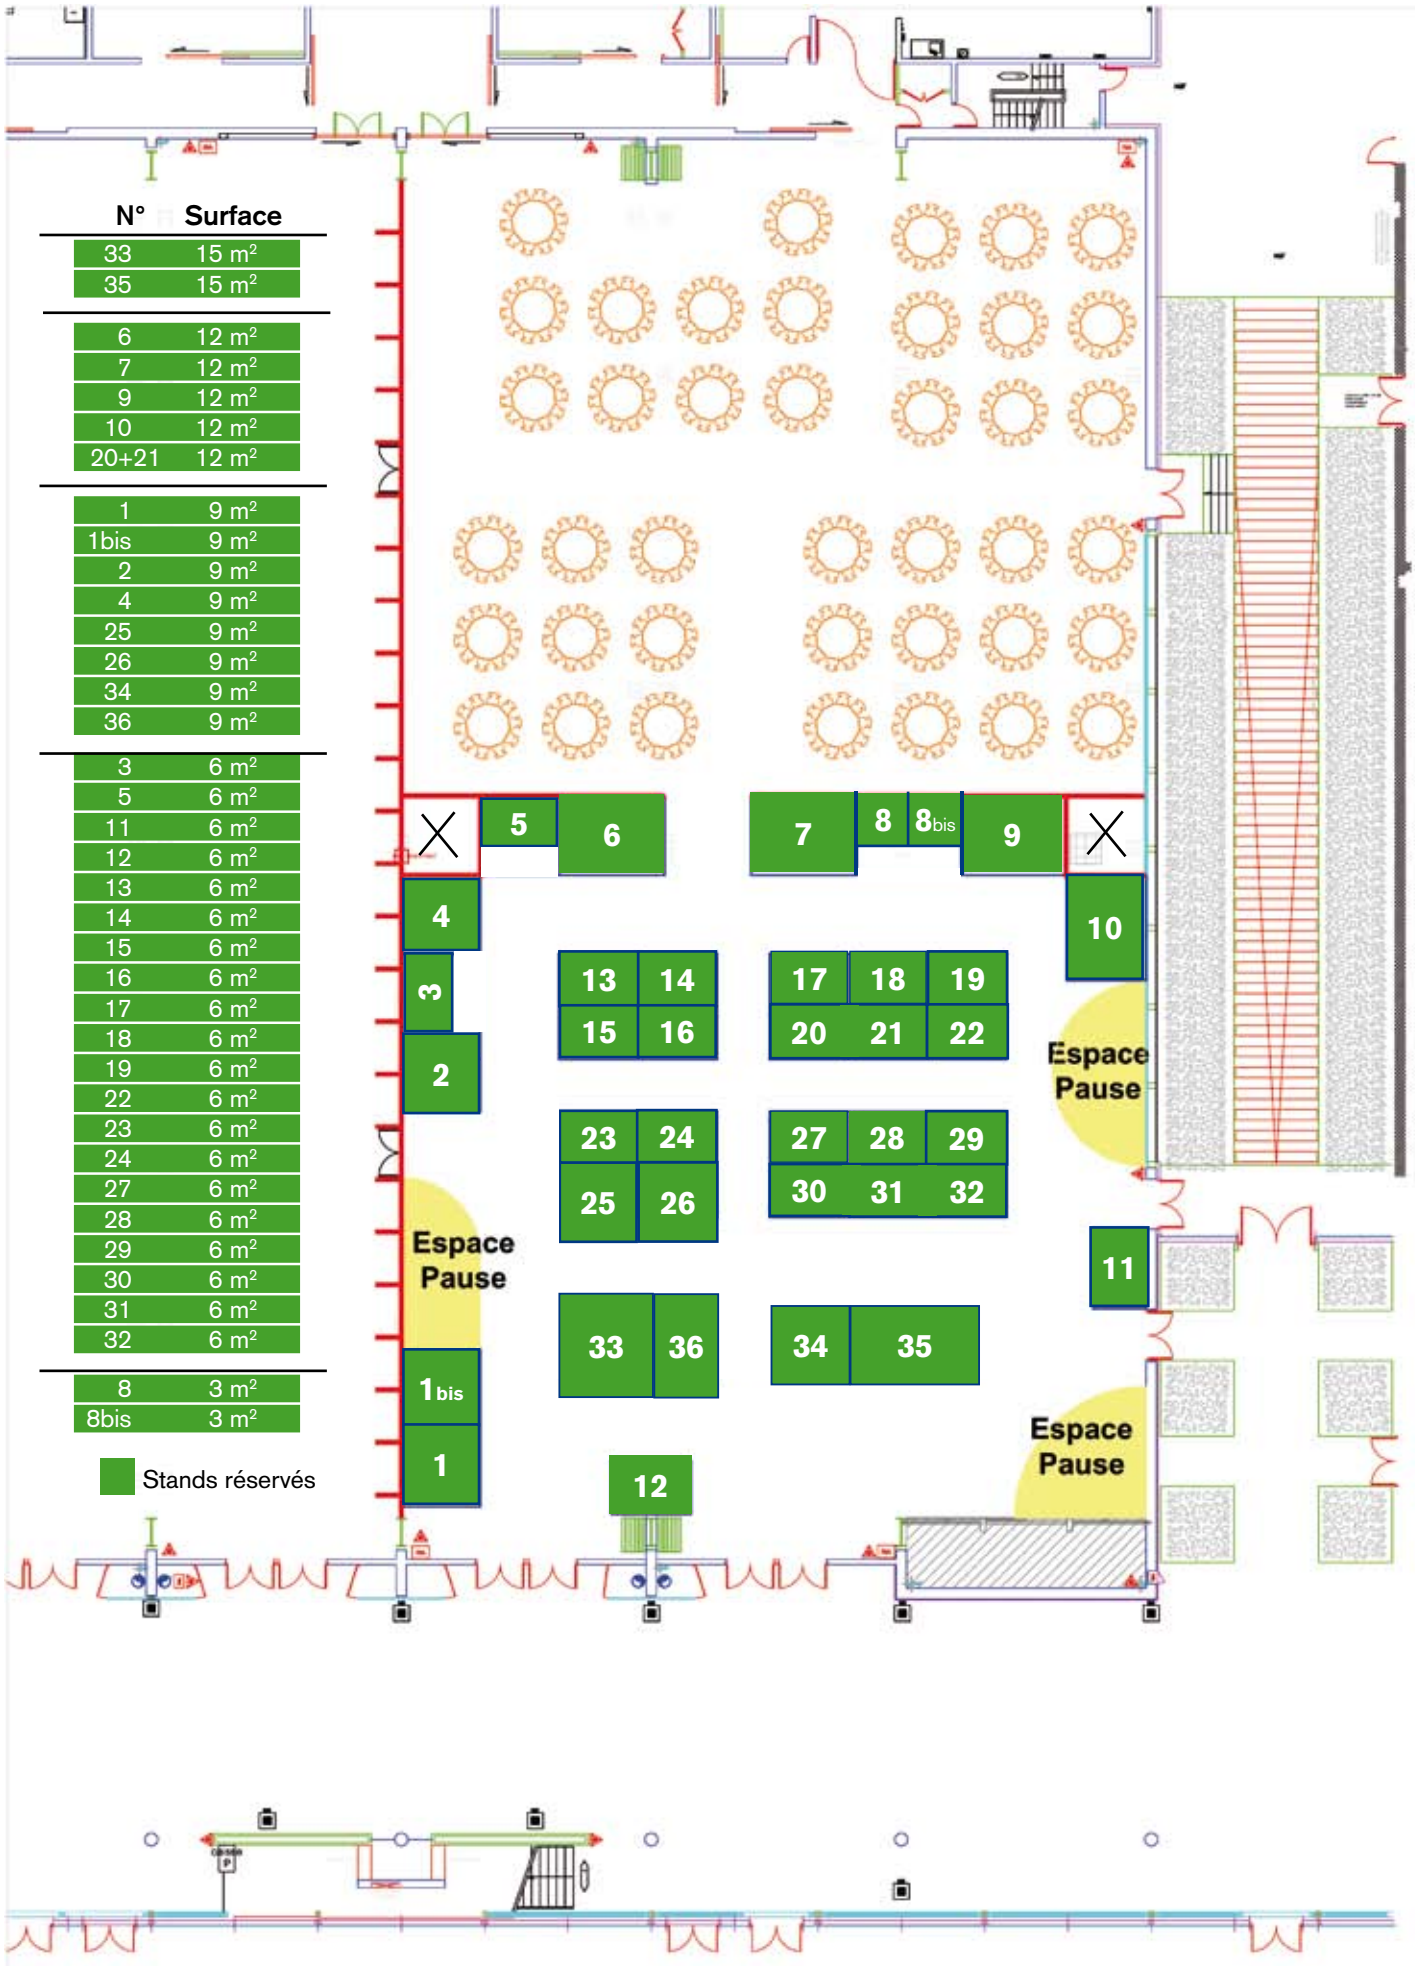 N° Surface
33 15 m²
35 15 m²
6 12 m²
7 12 m²
9 12 m²
10 12 m²
20+21 12 m²
1 9 m²
1bis 9 m²
2 9 m²
4 9 m²
25 9 m²
26 9 m²
34 9 m²
36 9 m²
3 6 m²
5 6 m²
11 6 m²
12 6 m²
13 6 m²
14 6 m²
15 6 m²
16 6 m²
17 6 m²
18 6 m²
19 6 m²
22 6 m²
23 6 m²
24 6 m²
27 6 m²
28 6 m²
29 6 m²
30 6 m²
31 6 m²
32 6 m²
8 3 m²
8bis 3 m²
Stands réservés
5 6 7 8 8bis 9
4 10
3
2
13 14 17 18 19
15 16 20 21 22
Espace
Pause
23 24 27 28 29
25 26 30 31 32
Espace
Pause
11
33 36 34 35
1bis
1
12
Espace
Pause
P